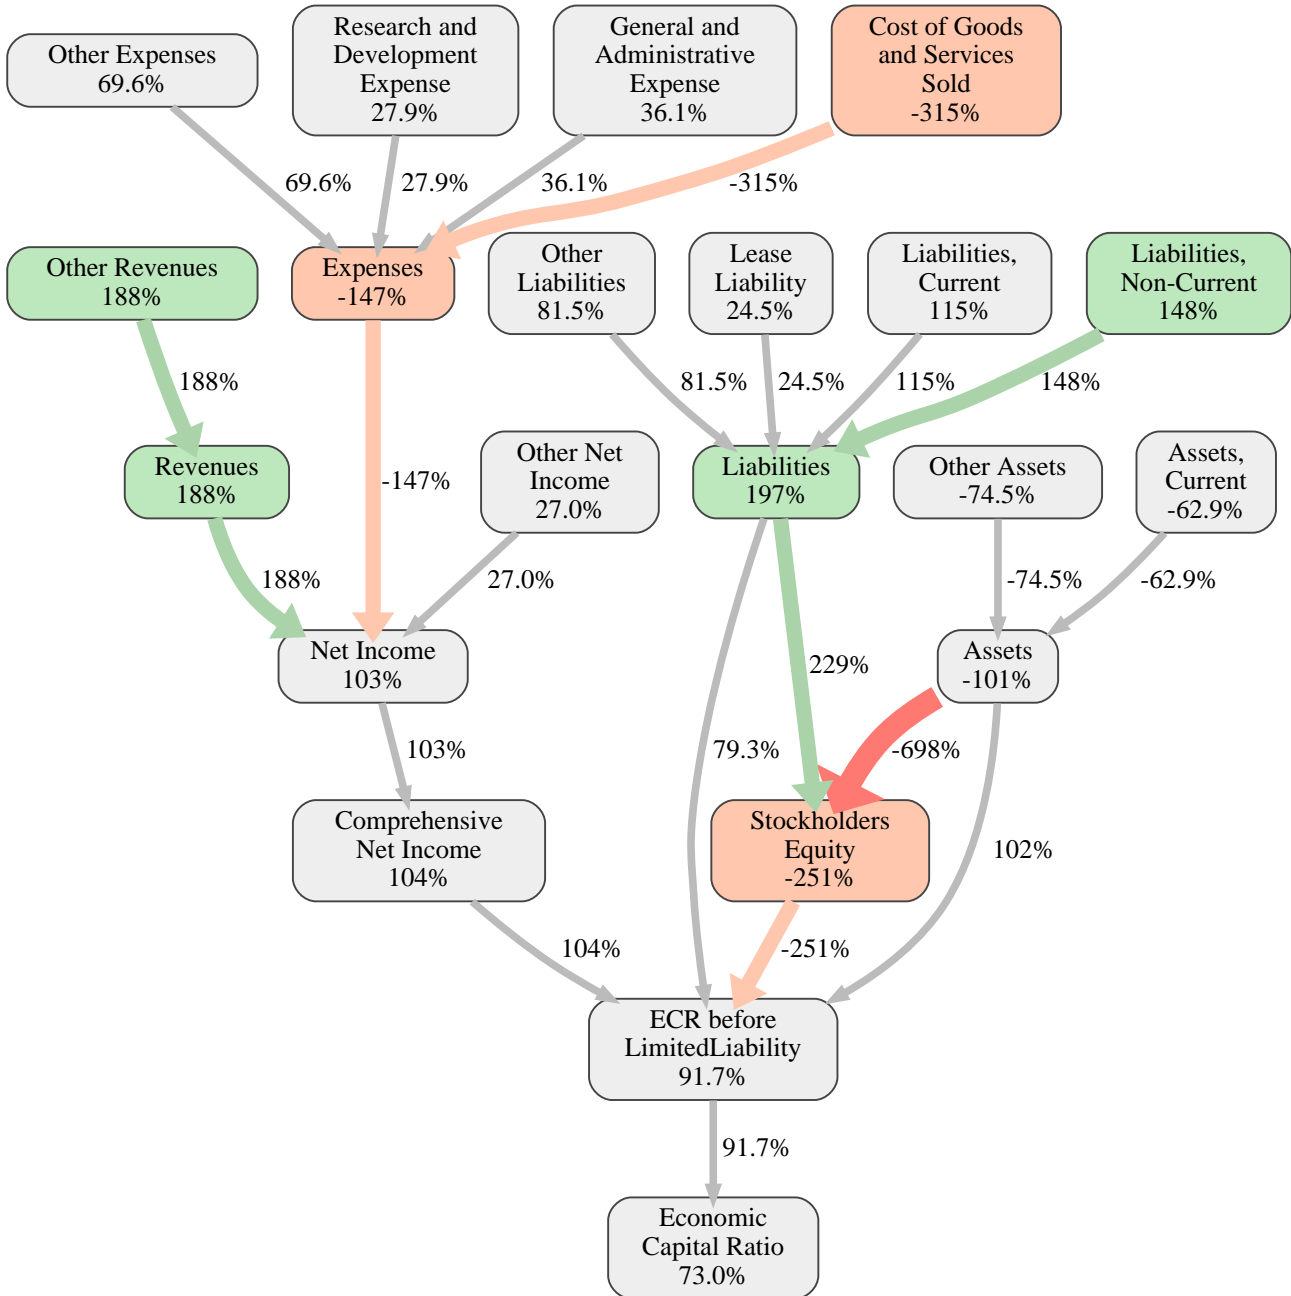 Other Expenses
69.6%
Research and
Development
Expense
27.9%
General and
Administrative
Expense
36.1%
Cost of Goods
and Services
Sold
-315%
69.6%
27.9%
36.1%
-315%
Other Revenues
188%
Expenses
-147%
Other
Liabilities
81.5%
Lease
Liability
24.5%
Liabilities,
Current
115%
Liabilities,
Non-Current
148%
188%
81.5%
24.5%
115%
148%
Revenues
188%
-147%
Other Net
Income
27.0%
Liabilities
197%
Other Assets
-74.5%
Assets,
Current
-62.9%
188%
27.0%
-74.5%
-62.9%
Net Income
103%
229%
Assets
-101%
103%
79.3%
-698%
Comprehensive
Net Income
104%
Stockholders
Equity
-251%
102%
104%
-251%
ECR before
LimitedLiability
91.7%
91.7%
Economic
Capital Ratio
73.0%